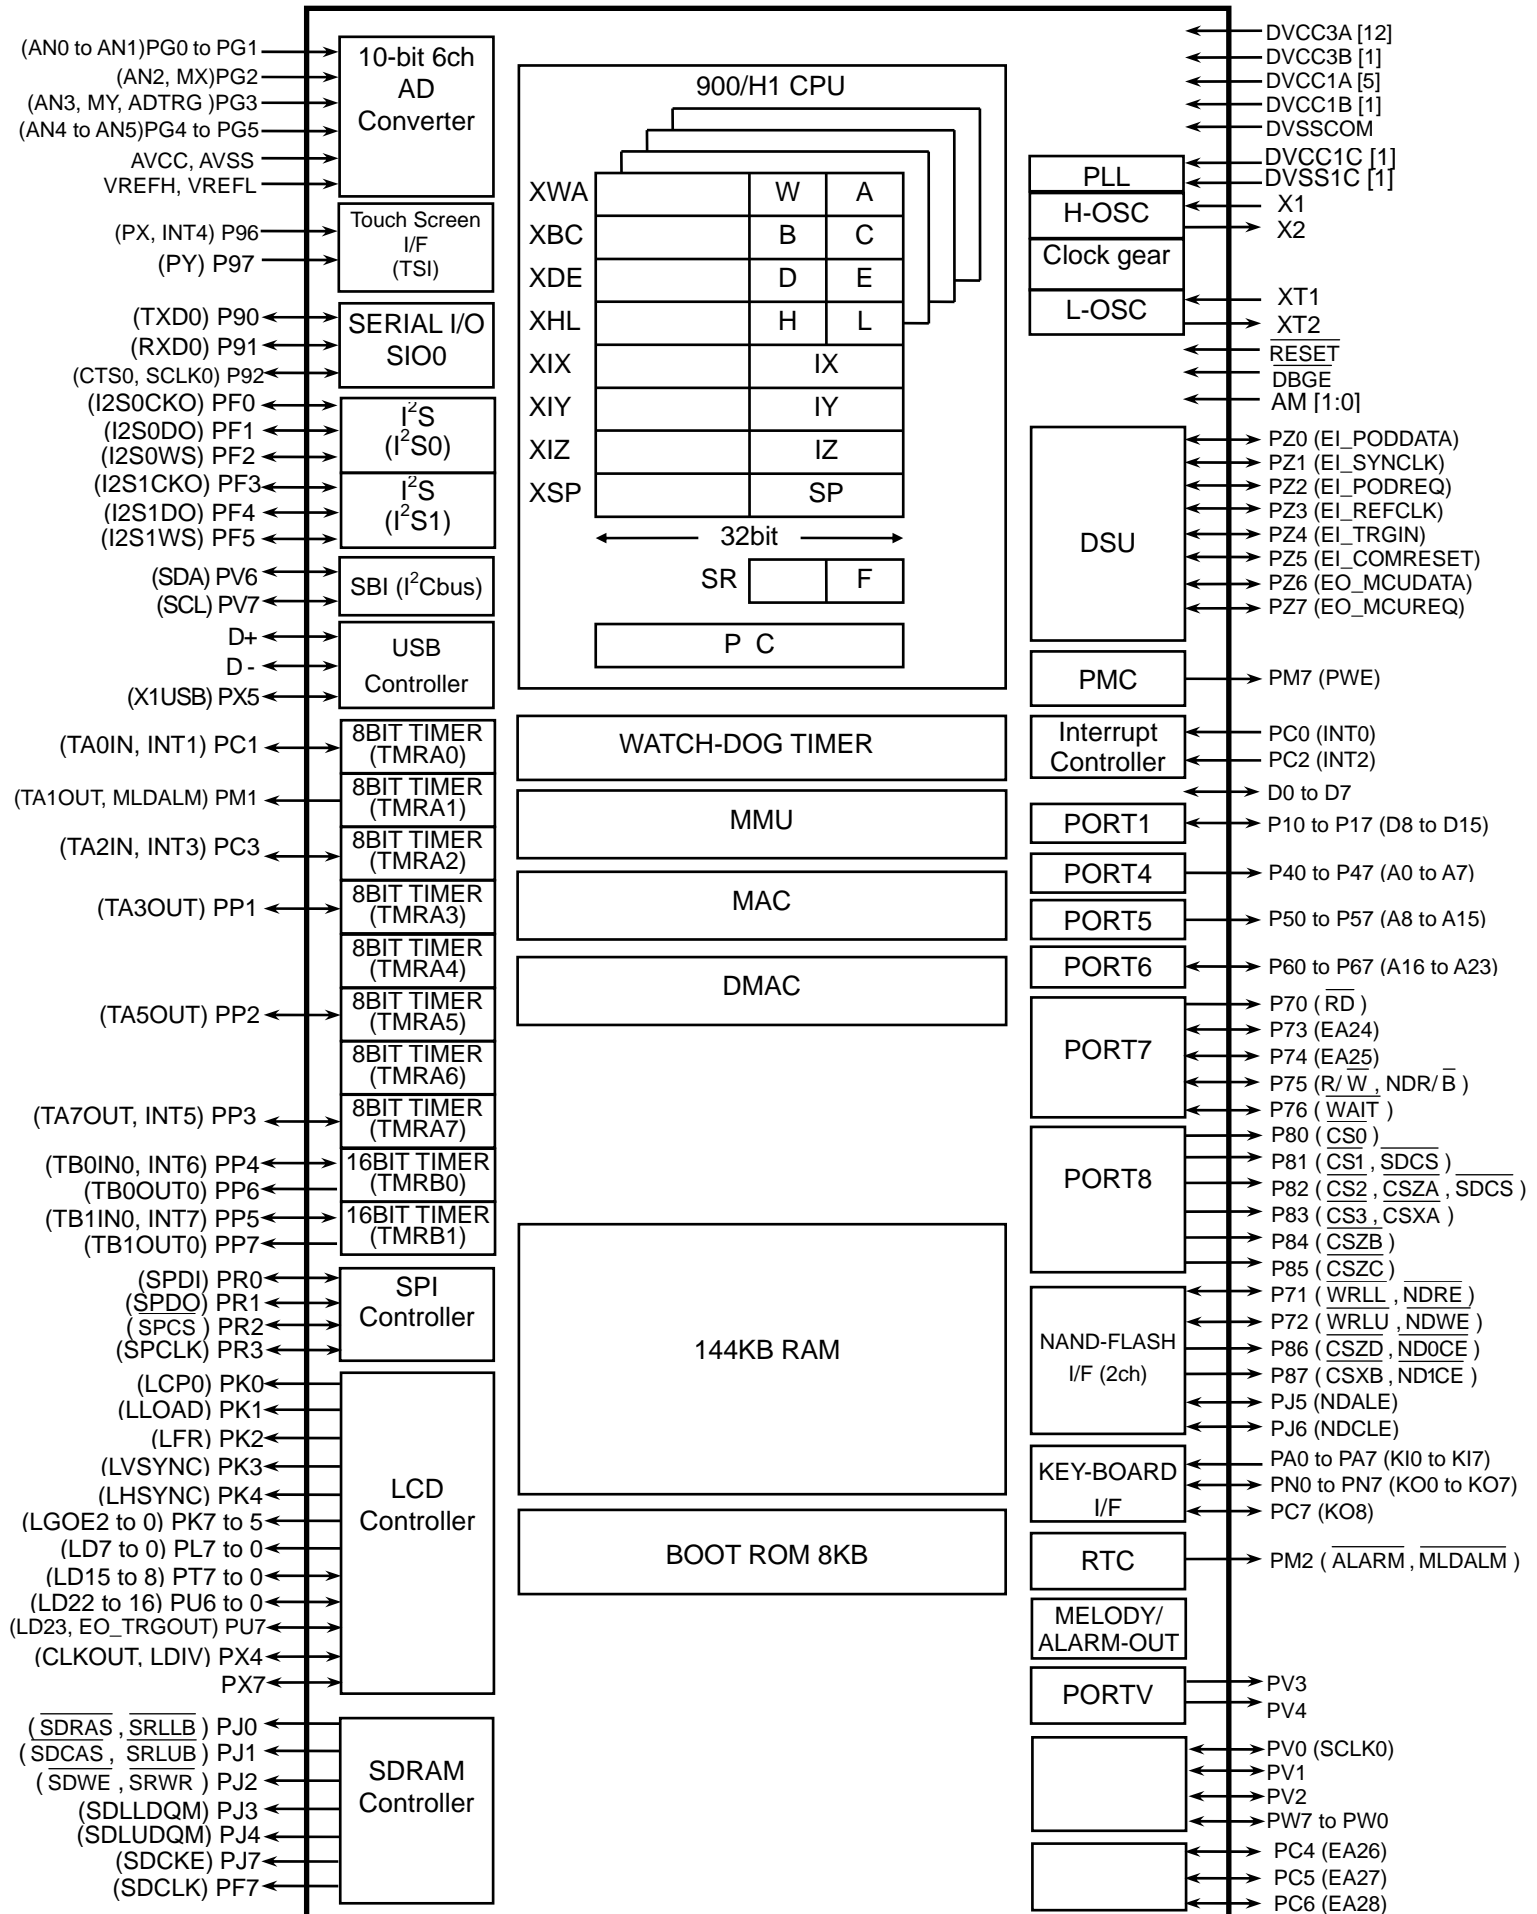 (AN0 to AN1)PG0 to PG1
(AN2, MX)PG2
(AN3, MY, ADTRG )PG3
(AN4 to AN5)PG4 to PG5
AVCC, AVSS
VREFH, VREFL
10-bit 6ch
AD
Converter
(PX, INT4) P96
(PY) P97
Touch Screen
I/F
(TSI)
(TXD0) P90
(RXD0) P91
(CTS0, SCLK0) P92
SERIAL I/O
SIO0
(I2S0CKO) PF0
(I2S0DO) PF1
(I2S0WS) PF2
I²S
(I²S0)
(I2S1CKO) PF3
(I2S1DO) PF4
(I2S1WS) PF5
I²S
(I²S1)
(SDA) PV6
(SCL) PV7
SBI (I²Cbus)
D+
D -
(X1USB) PX5
USB
Controller
(TA0IN, INT1) PC1
8BIT TIMER
(TMRA0)
(TA1OUT, MLDALM) PM1
8BIT TIMER
(TMRA1)
(TA2IN, INT3) PC3
8BIT TIMER
(TMRA2)
(TA3OUT) PP1
8BIT TIMER
(TMRA3)
8BIT TIMER
(TMRA4)
(TA5OUT) PP2
8BIT TIMER
(TMRA5)
8BIT TIMER
(TMRA6)
(TA7OUT, INT5) PP3
8BIT TIMER
(TMRA7)
(TB0IN0, INT6) PP4
(TB0OUT0) PP6
16BIT TIMER
(TMRB0)
(TB1IN0, INT7) PP5
(TB1OUT0) PP7
16BIT TIMER
(TMRB1)
(SPDI) PR0
(SPDO) PR1
( SPCS ) PR2
(SPCLK) PR3
SPI
Controller
(LCP0) PK0
(LLOAD) PK1
(LFR) PK2
(LVSYNC) PK3
(LHSYNC) PK4
(LGOE2 to 0) PK7 to 5
(LD7 to 0) PL7 to 0
(LD15 to 8) PT7 to 0
(LD22 to 16) PU6 to 0
(LD23, EO_TRGOUT) PU7
(CLKOUT, LDIV) PX4
PX7
LCD
Controller
( SDRAS , SRLLB ) PJ0
( SDCAS, SRLUB ) PJ1
( SDWE , SRWR ) PJ2
(SDLLDQM) PJ3
(SDLUDQM) PJ4
(SDCKE) PJ7
(SDCLK) PF7
SDRAM
Controller
900/H1 CPU
XWA W A
XBC B C
XDE D E
XHL H L
XIX IX
XIY IY
XIZ IZ
XSP SP
32bit
SR F
P C
WATCH-DOG TIMER
MMU
MAC
DMAC
144KB RAM
BOOT ROM 8KB
DVCC3A [12]
DVCC3B [1]
DVCC1A [5]
DVCC1B [1]
DVSSCOM
DVCC1C [1]
DVSS1C [1]
PLL
H-OSC
X1
X2
Clock gear
L-OSC
XT1
XT2
RESET
DBGE
AM [1:0]
DSU
PZ0 (EI_PODDATA)
PZ1 (EI_SYNCLK)
PZ2 (EI_PODREQ)
PZ3 (EI_REFCLK)
PZ4 (EI_TRGIN)
PZ5 (EI_COMRESET)
PZ6 (EO_MCUDATA)
PZ7 (EO_MCUREQ)
PMC
PM7 (PWE)
Interrupt
Controller
PC0 (INT0)
PC2 (INT2)
D0 to D7
PORT1
P10 to P17 (D8 to D15)
PORT4
P40 to P47 (A0 to A7)
PORT5
P50 to P57 (A8 to A15)
PORT6
P60 to P67 (A16 to A23)
PORT7
P70 ( RD )
P73 (EA24)
P74 (EA25)
P75 (R/ W , NDR/ B )
P76 ( WAIT )
PORT8
P80 ( CS0 )
P81 ( CS1 , SDCS )
P82 ( CS2 , CSZA , SDCS )
P83 ( CS3 , CSXA )
P84 ( CSZB )
P85 ( CSZC )
NAND-FLASH
I/F (2ch)
P71 ( WRLL , NDRE )
P72 ( WRLU , NDWE )
P86 ( CSZD , ND0CE )
P87 ( CSXB , ND1CE )
PJ5 (NDALE)
PJ6 (NDCLE)
KEY-BOARD
I/F
PA0 to PA7 (KI0 to KI7)
PN0 to PN7 (KO0 to KO7)
PC7 (KO8)
RTC
PM2 ( ALARM , MLDALM )
MELODY/
ALARM-OUT
PORTV
PV3
PV4
PV0 (SCLK0)
PV1
PV2
PW7 to PW0
PC4 (EA26)
PC5 (EA27)
PC6 (EA28)